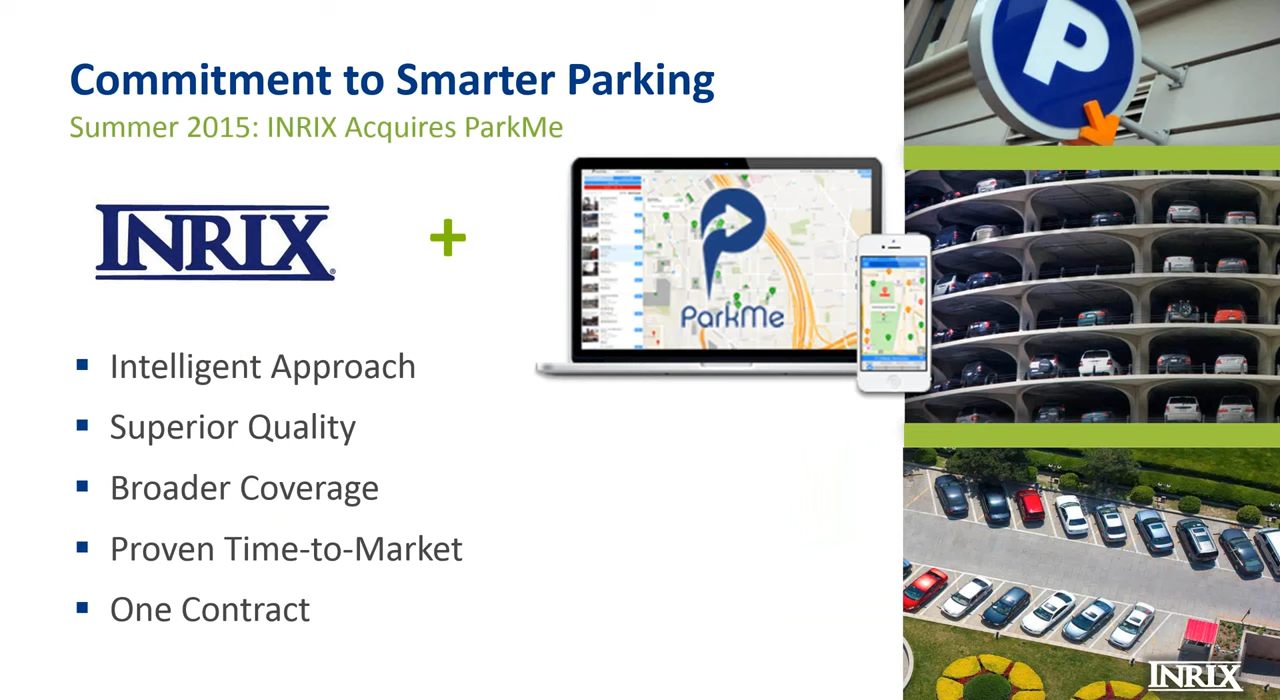 Commitment to Smarter Parking
Summer 2015: INRIX Acquires ParkMe
INRIX®
+
ParkMe
▪ Intelligent Approach
▪ Superior Quality
▪ Broader Coverage
▪ Proven Time-to-Market
▪ One Contract
P
INRIX